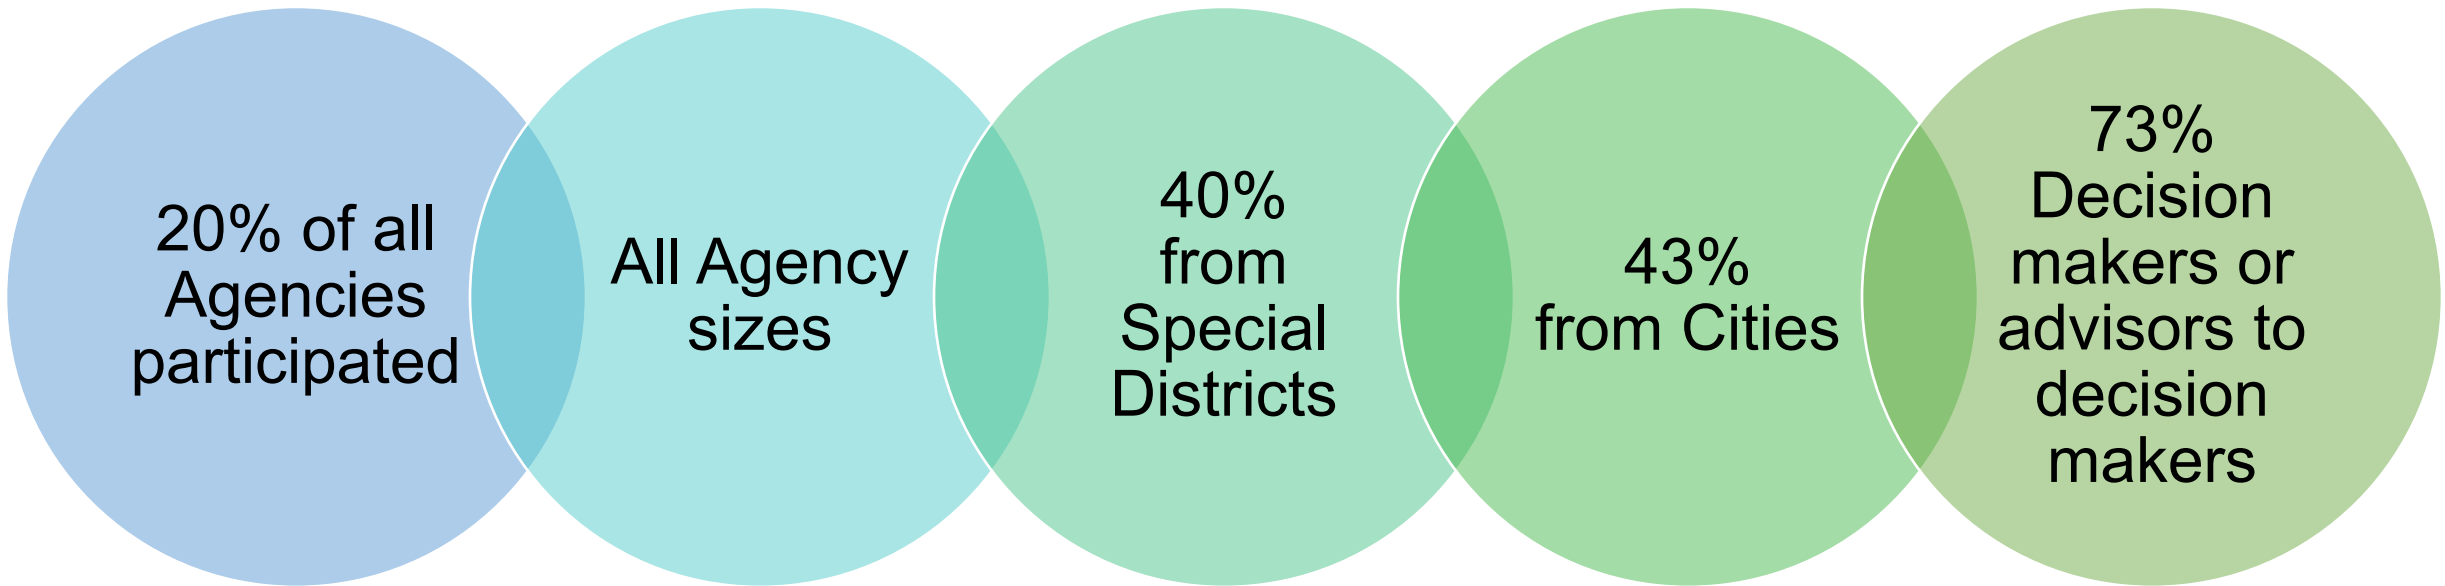 20% of all
Agencies
participated
All Agency
sizes
40%
from
Special
Districts
43%
from Cities
73%
Decision
makers or
advisors to
decision
makers